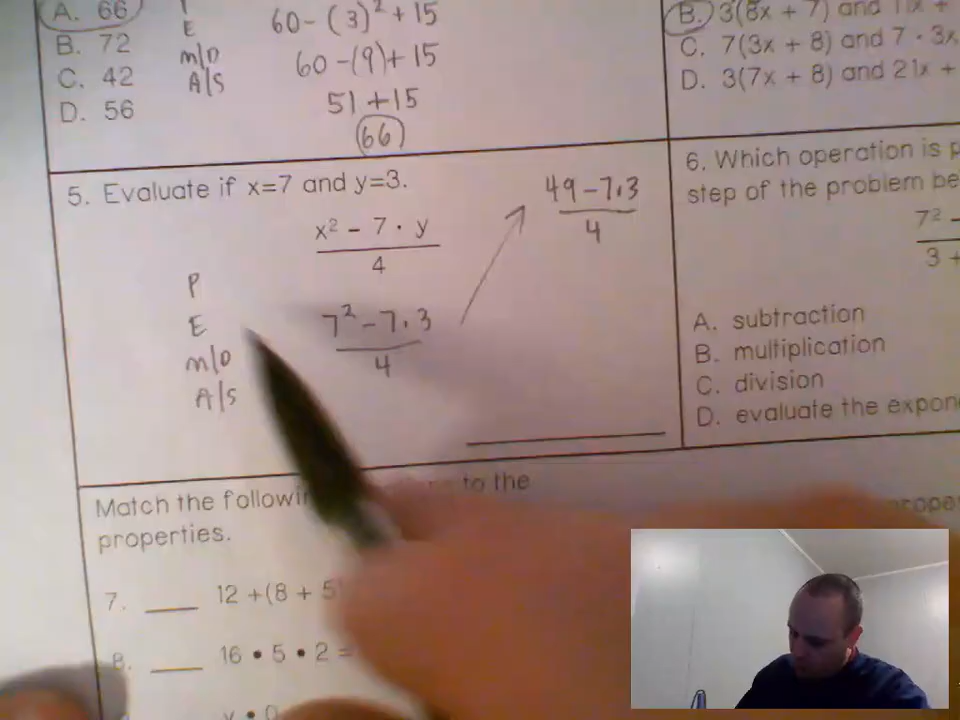 A. 66
B. 72
C. 42
D. 56
E
M/D
A/S
60 - (3)² + 15
60 - (9) + 15
51 + 15
66
B. 3(8x + 7) and
C. 7(3x + 8) and 7 · 3x
D. 3(7x + 8) and 21x +
5. Evaluate if x=7 and y=3.
x² - 7 · y
4
P
E
M/D
A/S
7² - 7 · 3
4
49 - 7 · 3
4
6. Which operation is
step of the problem
7² -
3 +
A. subtraction
B. multiplication
C. division
D. evaluate the
Match the to the
properties.
7. ____ 12 +(8 + 5)
8. ____ 16 • 5 • 2 =